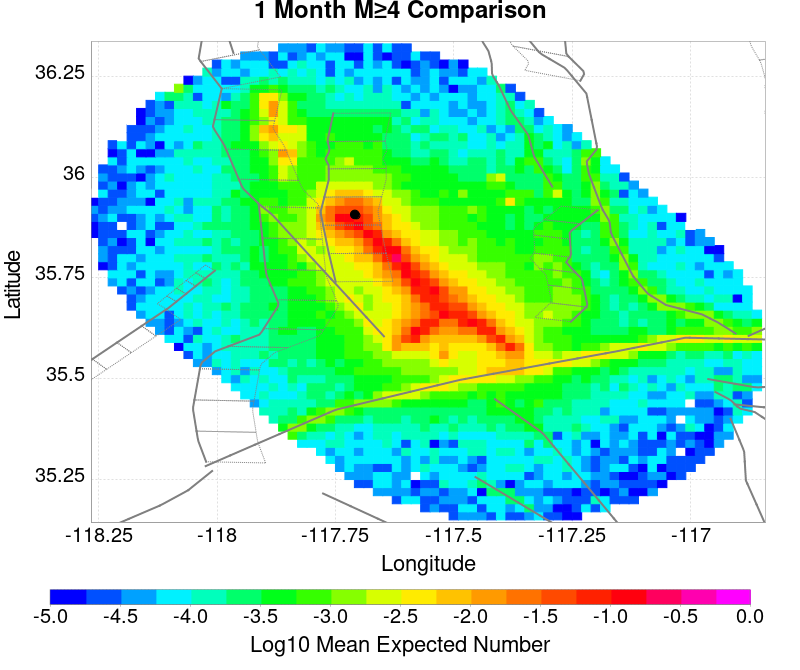 1 Month M≥4 Comparison
36.25
36
35.75
35.5
35.25
Latitude
-118.25 -118 -117.75 -117.5 -117.25 -117
Longitude
-5.0 -4.5 -4.0 -3.5 -3.0 -2.5 -2.0 -1.5 -1.0 -0.5 0.0
Log10 Mean Expected Number